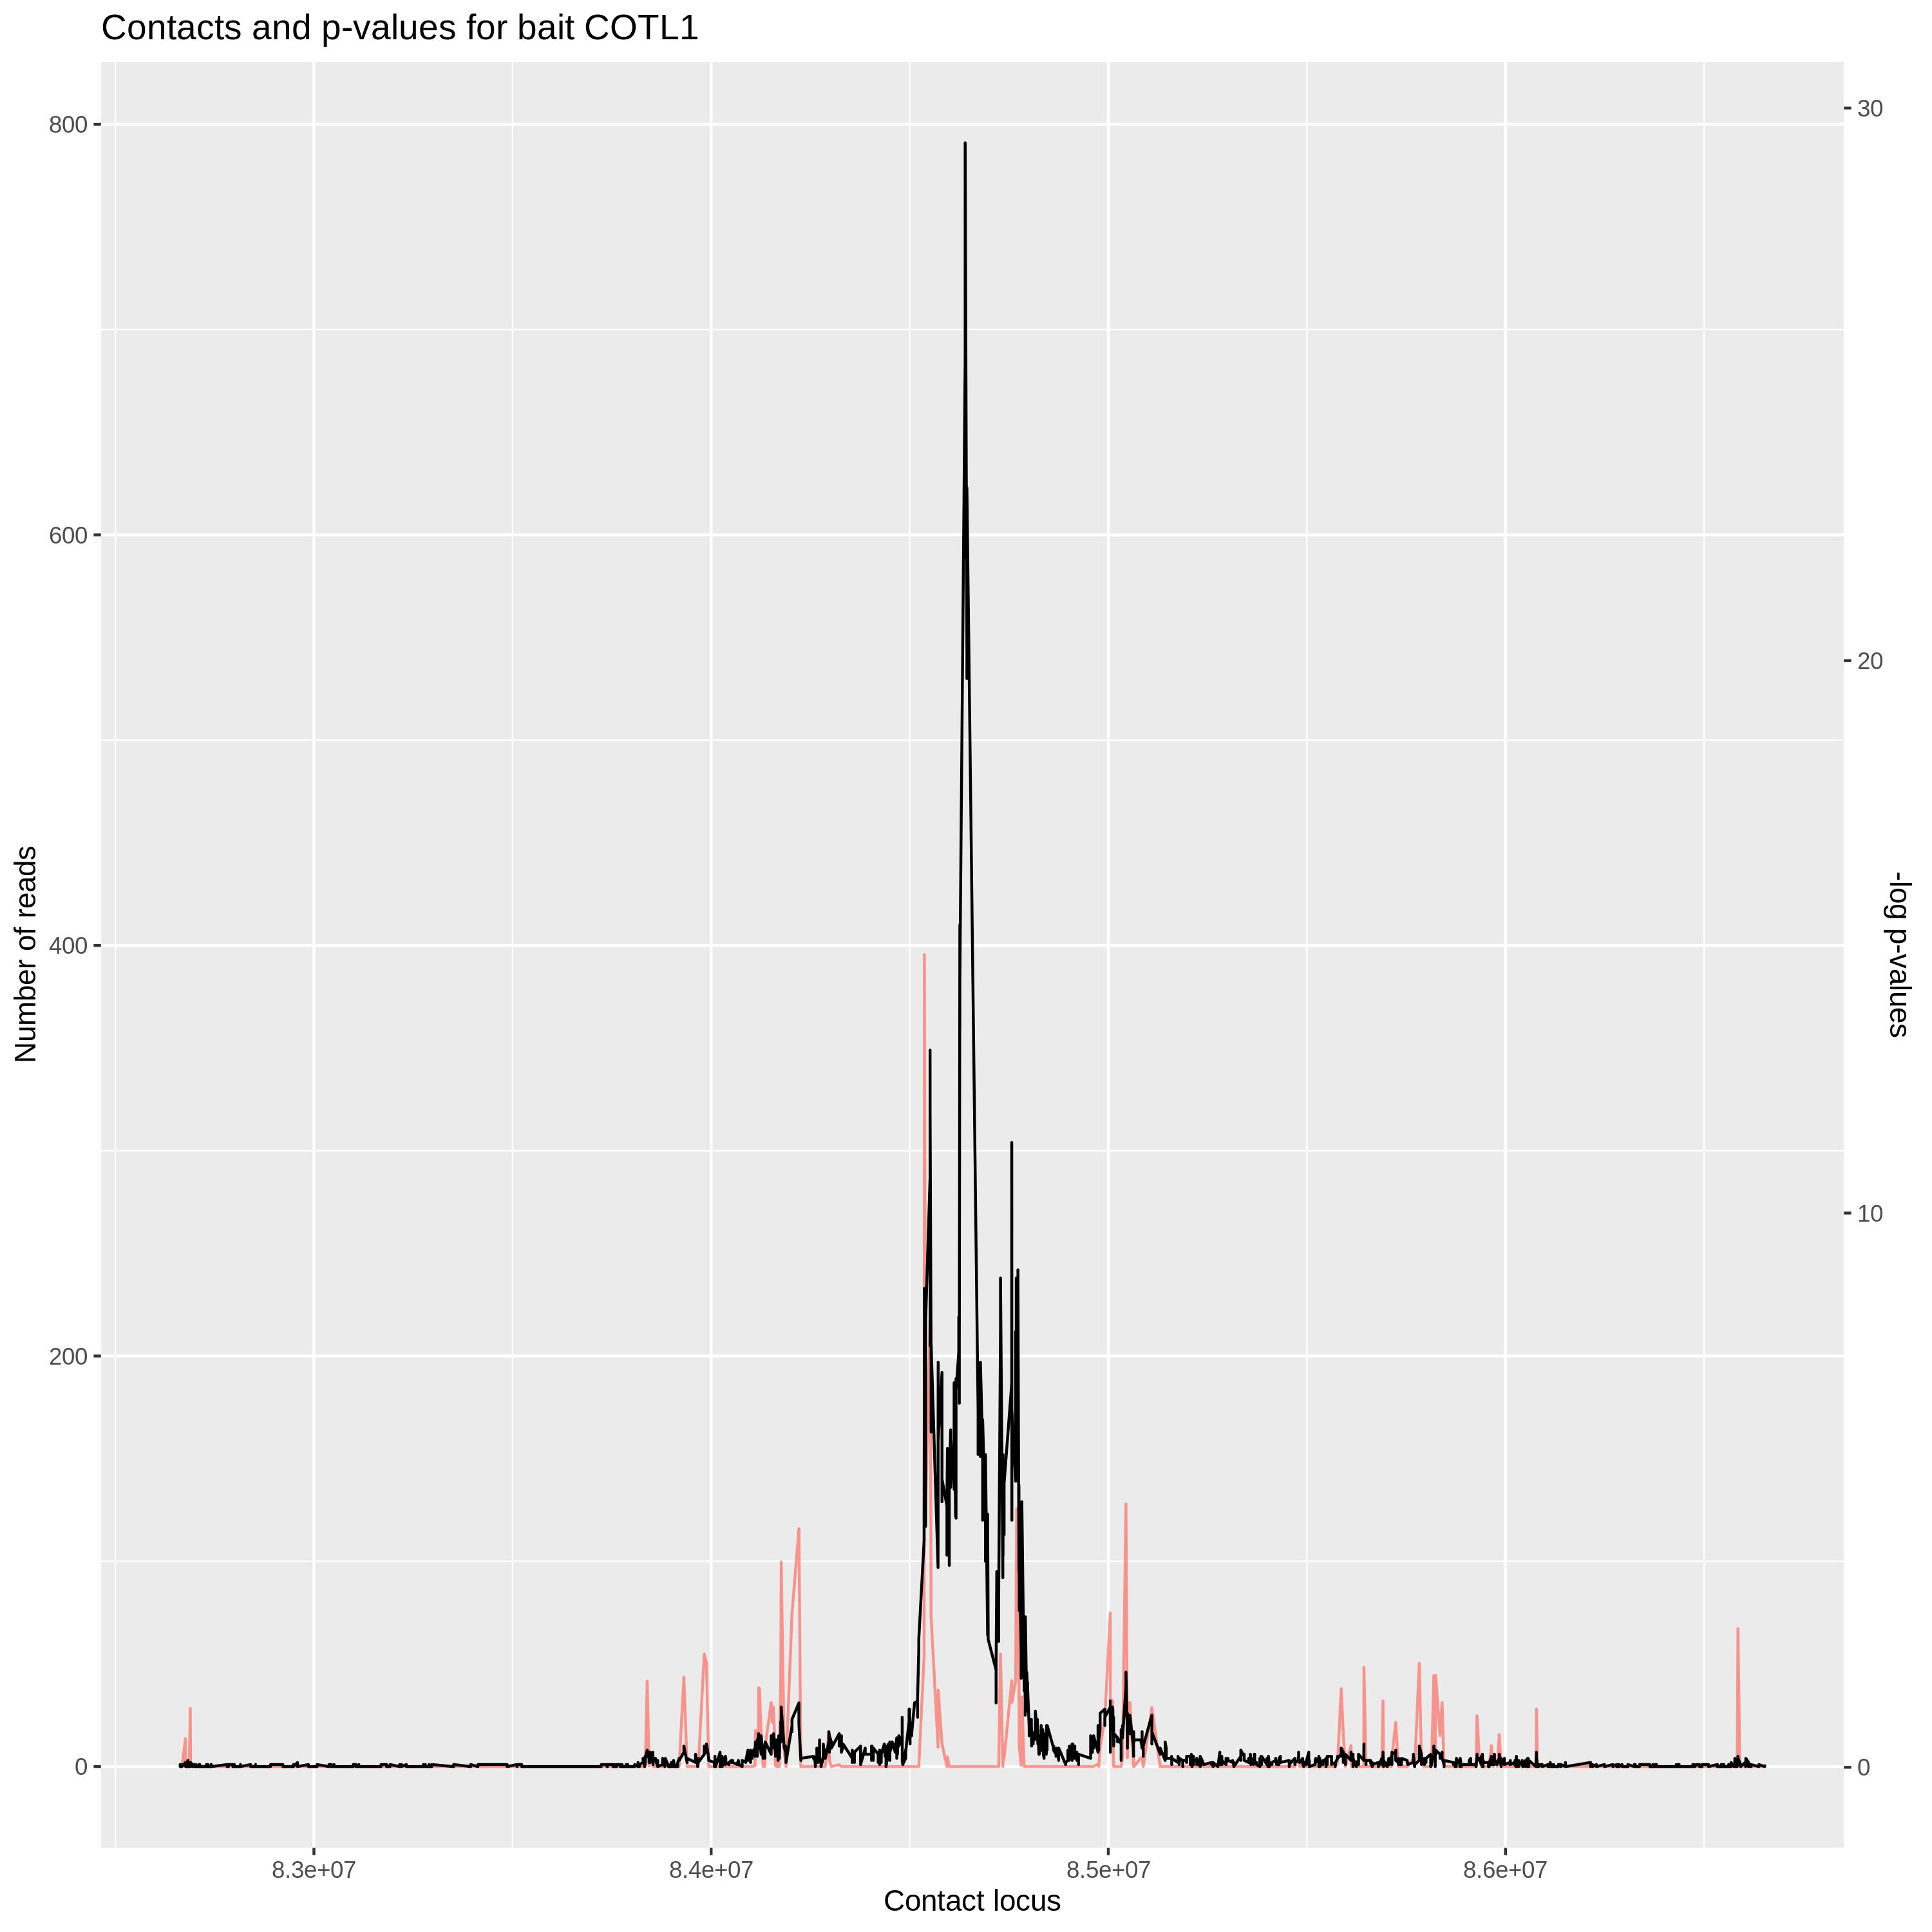 Contacts and p-values for bait COTL1
800
600
400
200
0
Number of reads
30
20
10
0
-log p-values
8.3e+07
8.4e+07
8.5e+07
8.6e+07
Contact locus